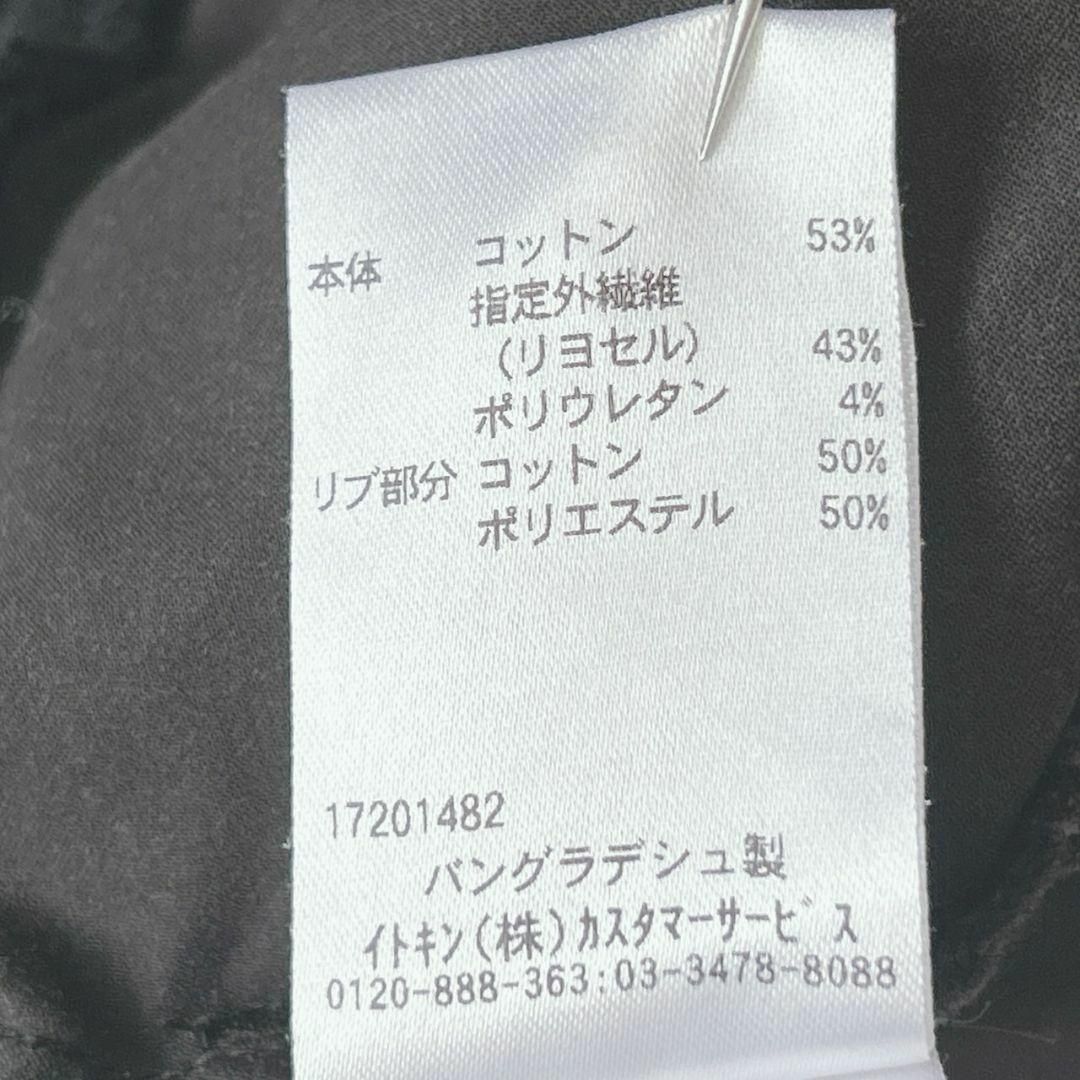 本体 コットン 53%
指定外繊維
(リヨセル) 43%
ポリウレタン 4%
リブ部分 コットン 50%
ポリエステル 50%
17201482
バングラデシュ製
イトキン(株)カスタマーサービス
0120-888-363:03-3478-8088